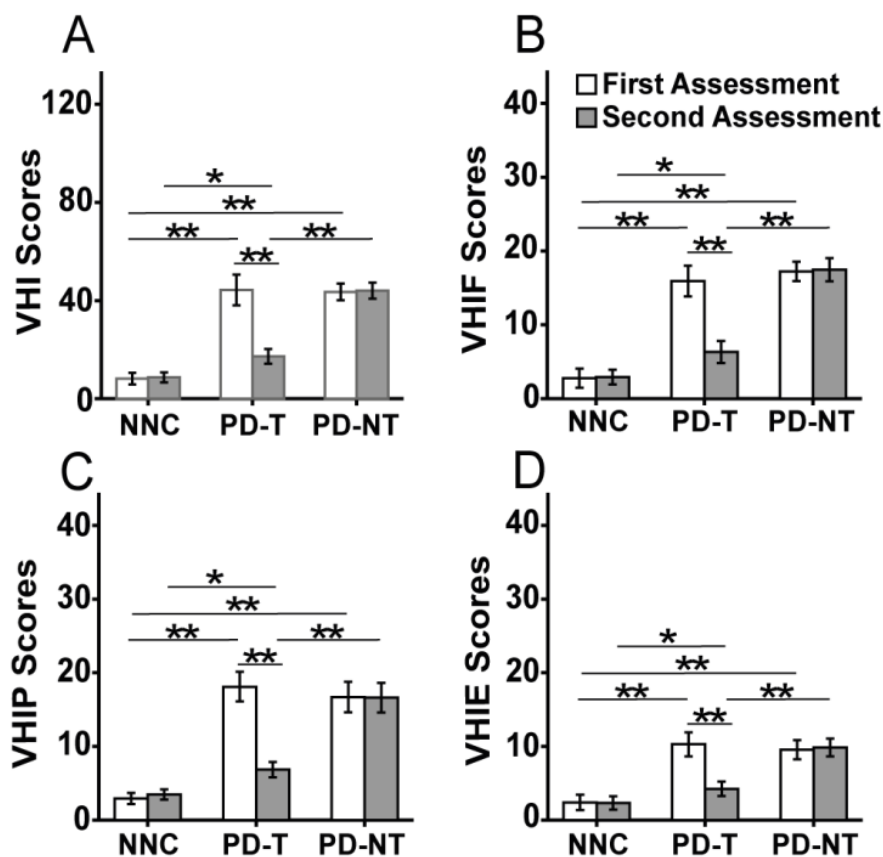 A
VHI Scores
120
80
40
0
*
**
** **
**
NNC PD-T PD-NT
B
First Assessment
Second Assessment
VHIF Scores
40
30
20
10
0
*
**
** **
**
NNC PD-T PD-NT
C
VHIP Scores
40
30
20
10
0
*
**
** **
**
NNC PD-T PD-NT
D
VHIE Scores
40
30
20
10
0
*
**
** **
**
NNC PD-T PD-NT